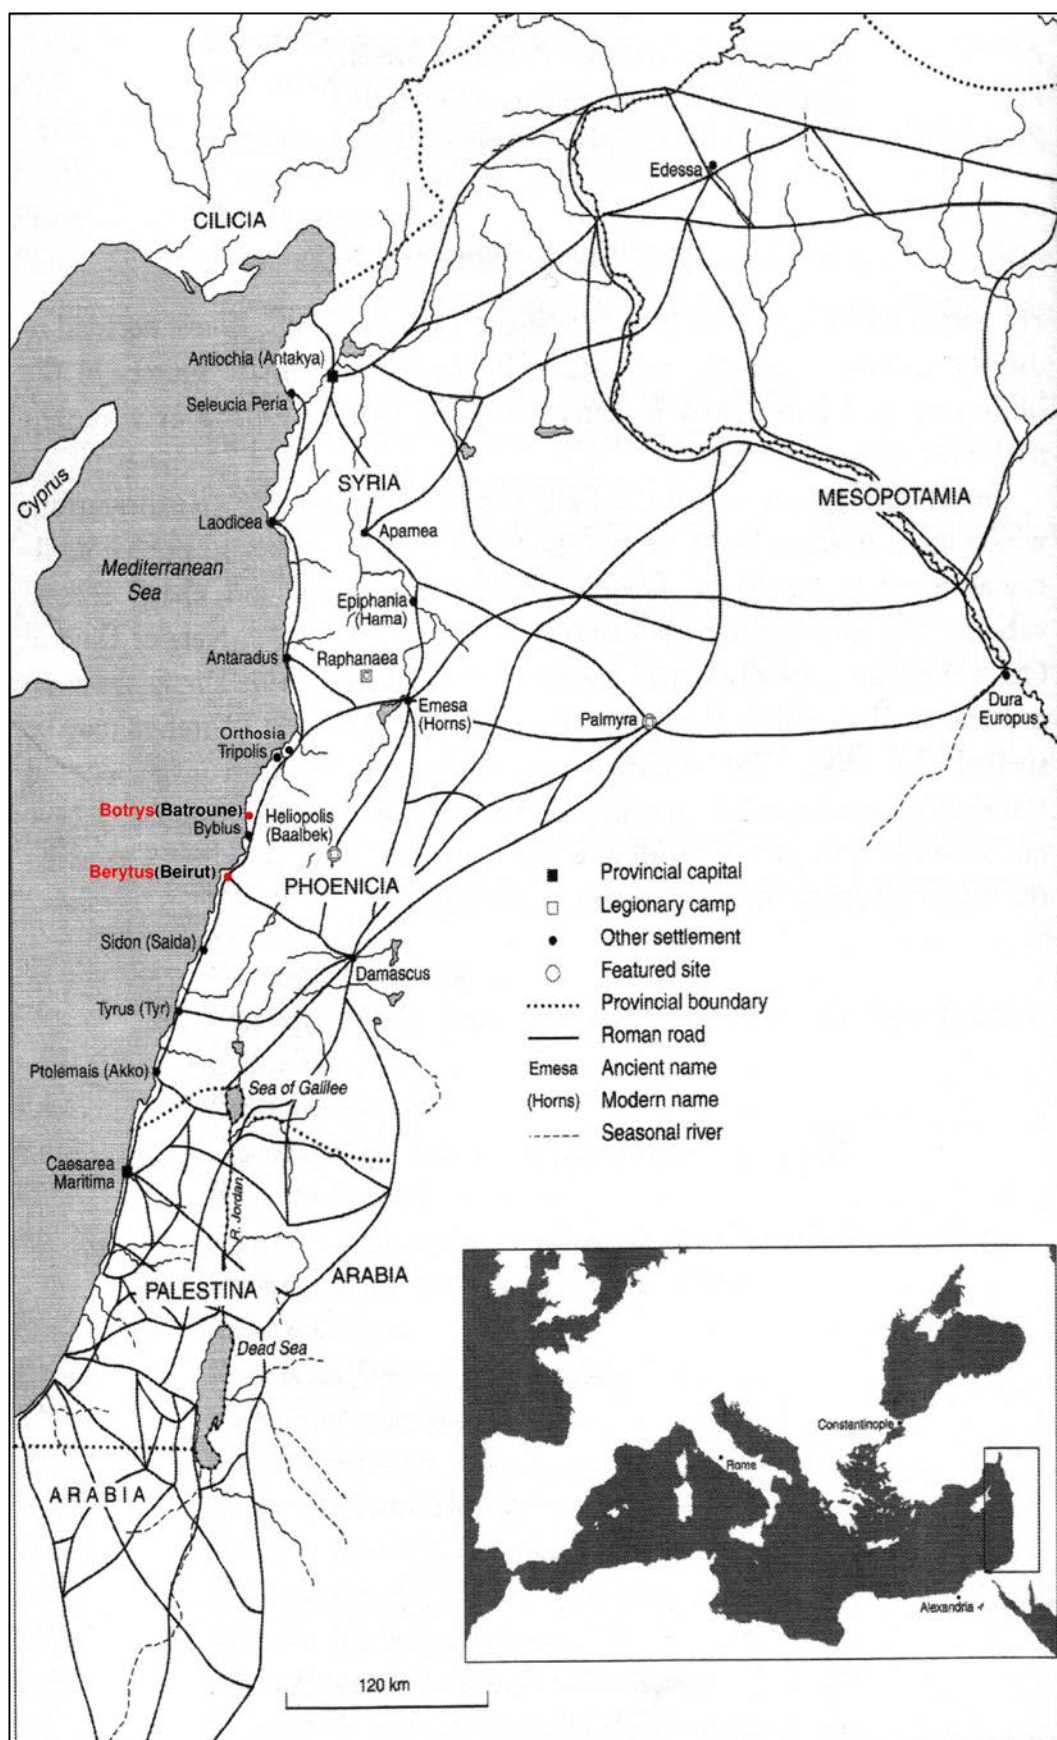 CILICIA
Edessa
Antiochia (Antakya)
Seleucia Peria
Cyprus
SYRIA
MESOPOTAMIA
Laodicea
Apamea
Mediterranean
Sea
Epiphania
(Hama)
Antaradus
Raphanaea
Emesa
(Horns)
Palmyra
Dura
Europus
Orthosia
Tripolis
Botrys(Batroune)
Byblus
Heliopolis
(Baalbek)
Berytus(Beirut)
PHOENICIA
Sidon (Saida)
Damascus
Tyrus (Tyr)
Ptolemais (Akko)
Sea of Galilee
Caesarea
Maritima
R. Jordan
PALESTINA
ARABIA
Dead Sea
ARABIA
Provincial capital
Legionary camp
Other settlement
Featured site
Provincial boundary
Roman road
Emesa Ancient name
(Horns) Modern name
Seasonal river
Constantinople
Rome
Alexandria
120 km